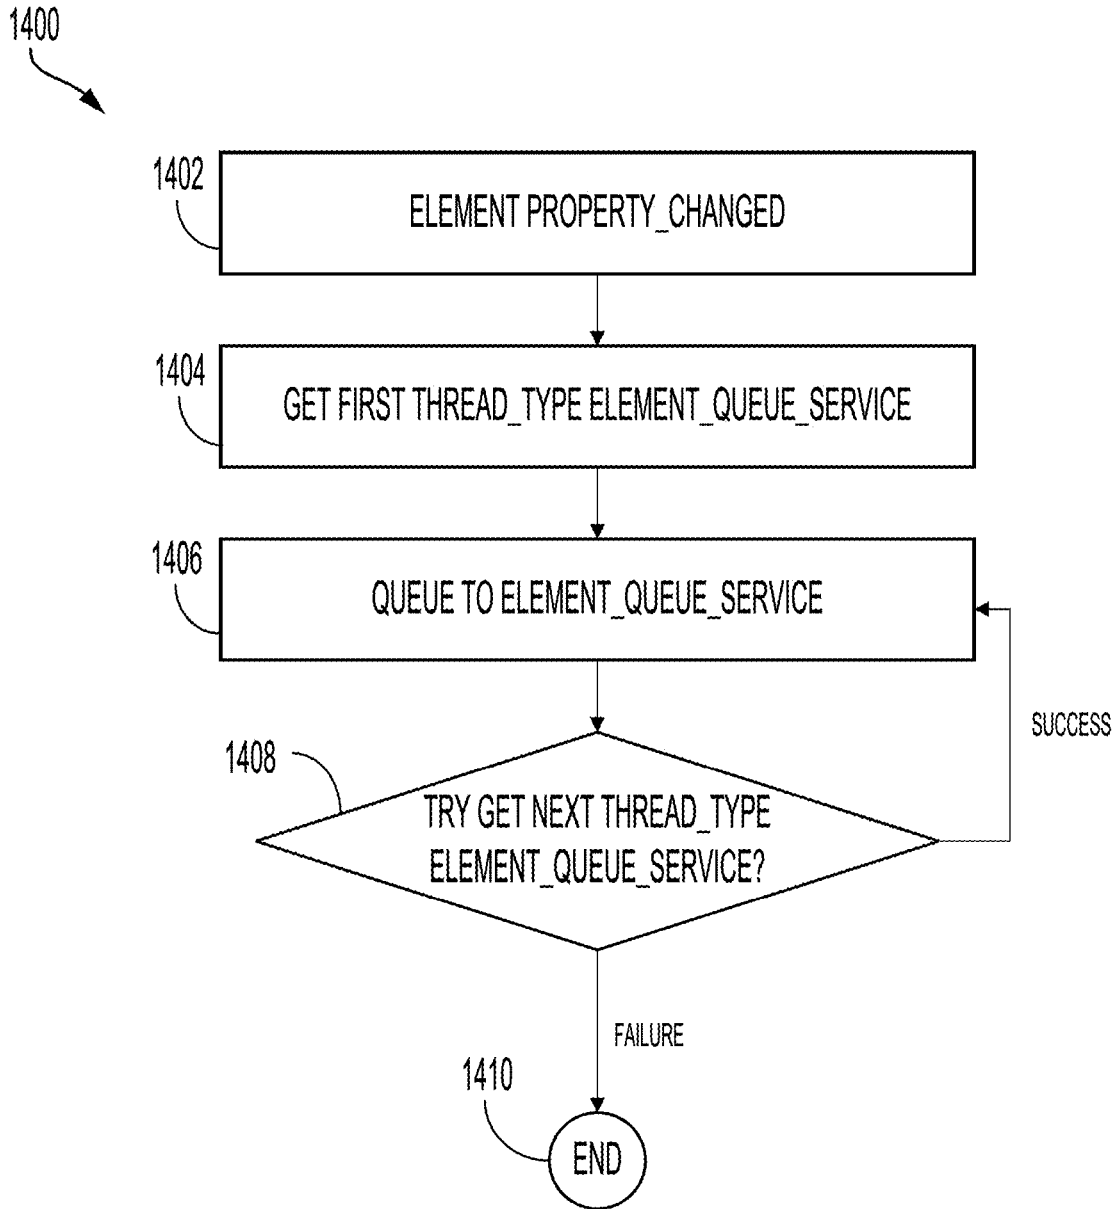 1400
1402
ELEMENT PROPERTY_CHANGED
1404
GET FIRST THREAD_TYPE ELEMENT_QUEUE_SERVICE
1406
QUEUE TO ELEMENT_QUEUE_SERVICE
SUCCESS
1408
TRY GET NEXT THREAD_TYPE
ELEMENT_QUEUE_SERVICE?
FAILURE
1410
END